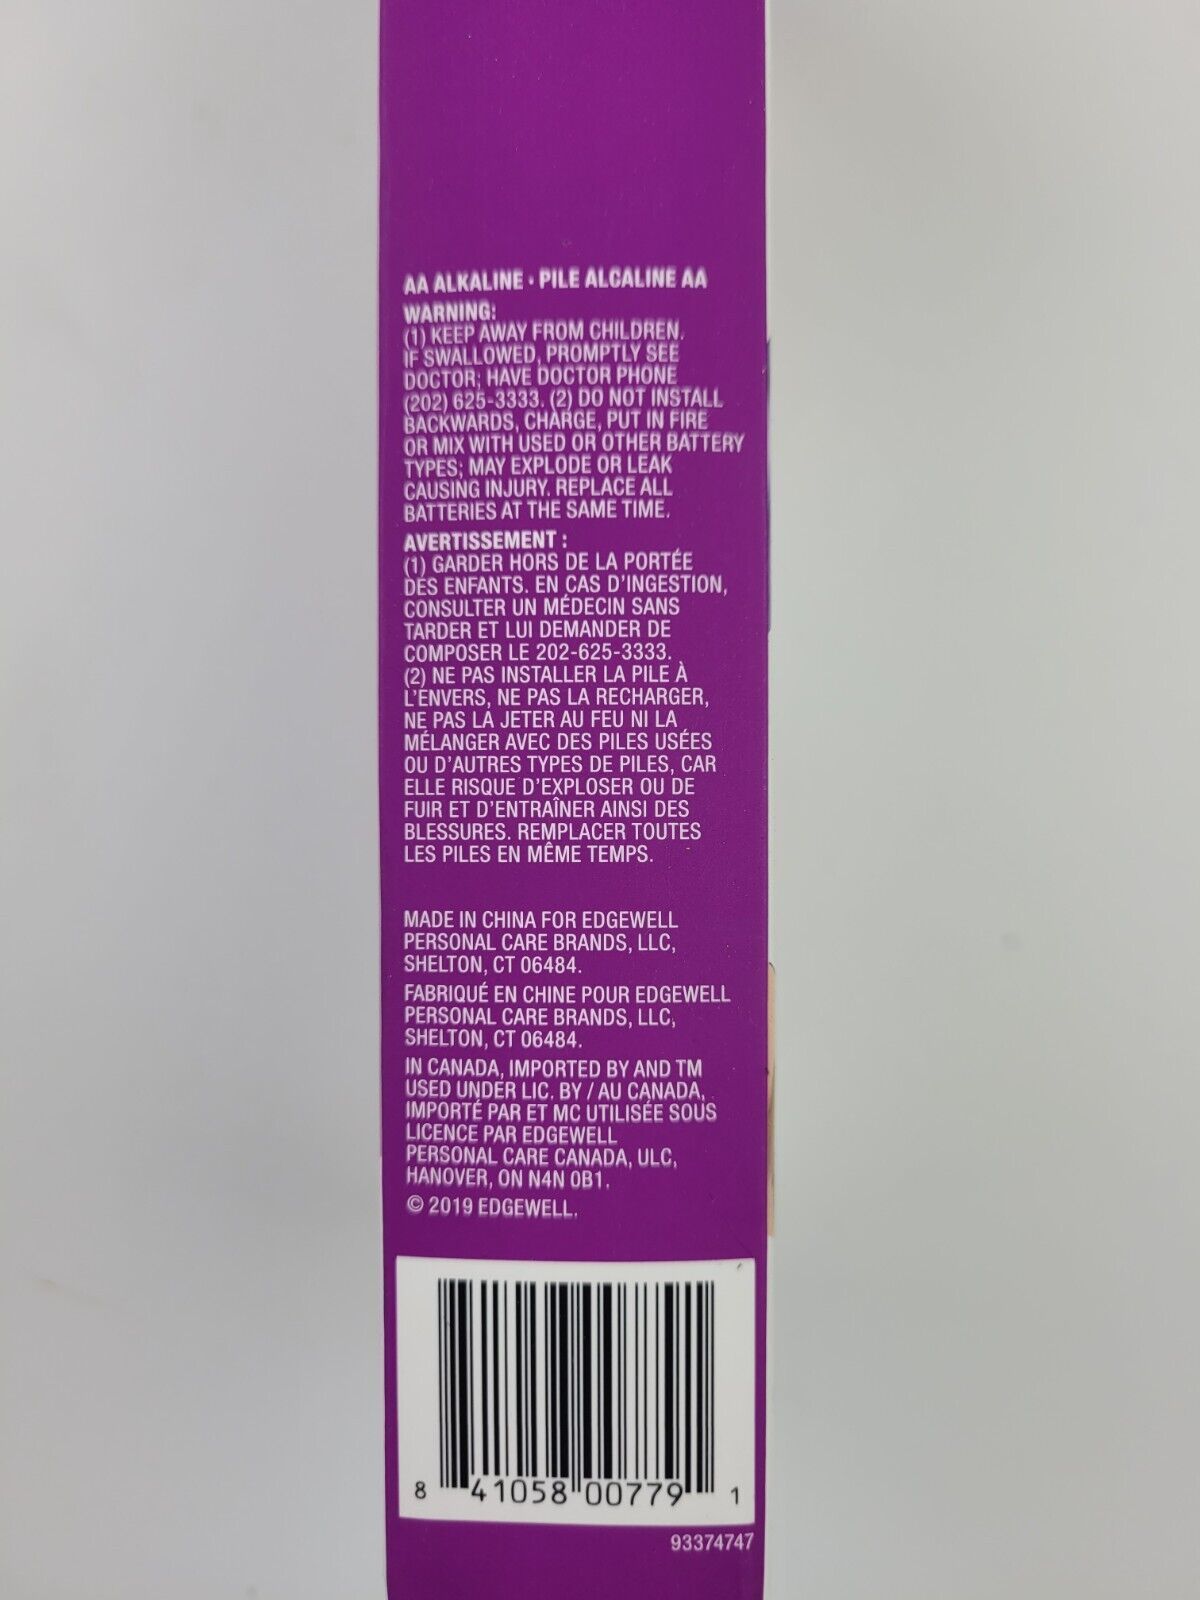 AA ALKALINE · PILE ALCALINE AA
WARNING:
(1) KEEP AWAY FROM CHILDREN.
IF SWALLOWED, PROMPTLY SEE
DOCTOR; HAVE DOCTOR PHONE
(202) 625-3333. (2) DO NOT INSTALL
BACKWARDS, CHARGE, PUT IN FIRE
OR MIX WITH USED OR OTHER BATTERY
TYPES; MAY EXPLODE OR LEAK
CAUSING INJURY. REPLACE ALL
BATTERIES AT THE SAME TIME.
AVERTISSEMENT :
(1) GARDER HORS DE LA PORTÉE
DES ENFANTS. EN CAS D'INGESTION,
CONSULTER UN MÉDECIN SANS
TARDER ET LUI DEMANDER DE
COMPOSER LE 202-625-3333.
(2) NE PAS INSTALLER LA PILE À
L'ENVERS, NE PAS LA RECHARGER,
NE PAS LA JETER AU FEU NI LA
MÉLANGER AVEC DES PILES USÉES
OU D'AUTRES TYPES DE PILES, CAR
ELLE RISQUE D'EXPLOSER OU DE
FUIR ET D'ENTRAÎNER AINSI DES
BLESSURES. REMPLACER TOUTES
LES PILES EN MÊME TEMPS.
MADE IN CHINA FOR EDGEWELL
PERSONAL CARE BRANDS, LLC,
SHELTON, CT 06484.
FABRIQUÉ EN CHINE POUR EDGEWELL
PERSONAL CARE BRANDS, LLC,
SHELTON, CT 06484.
IN CANADA, IMPORTED BY AND TM
USED UNDER LIC. BY / AU CANADA,
IMPORTÉ PAR ET MC UTILISÉE SOUS
LICENCE PAR EDGEWELL
PERSONAL CARE CANADA, ULC,
HANOVER, ON N4N 0B1.
© 2019 EDGEWELL.
8 41058 00779 1
93374747